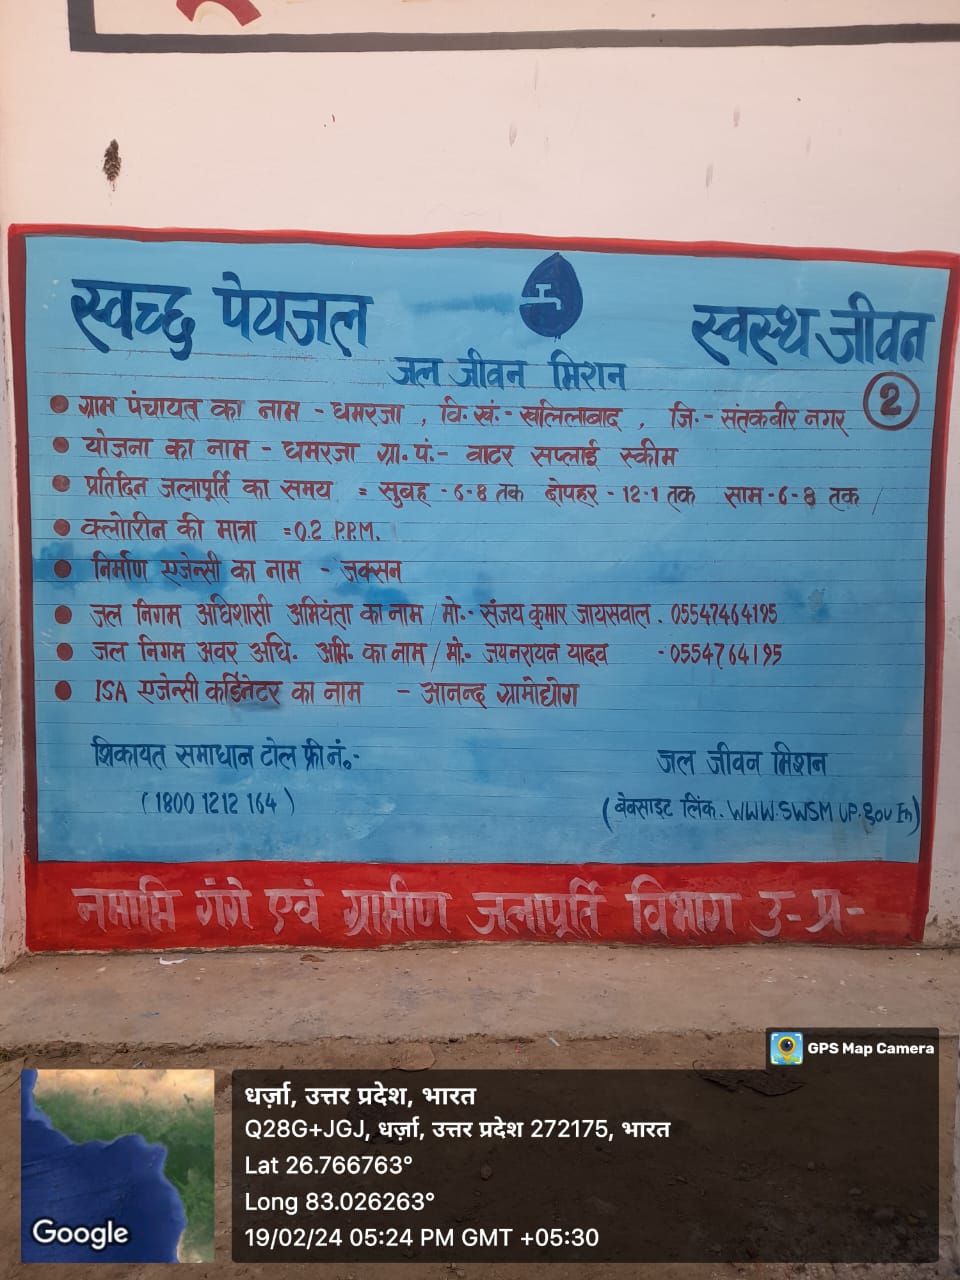 स्वच्छ पेयजल
स्वस्थ जीवन
जल जीवन मिशन
2
ग्राम पंचायत का नाम - धमरजा , वि. खं:- खलिलाबाद , जि.- संतकबीर नगर
योजना का नाम - धमरजा ग्रा. पं:- वाटर सप्लाई स्कीम
प्रतिदिन जलापूर्ति का समय = सुबह - 6-8 तक दोपहर - 12-1 तक साम - 6-8 तक /
क्लोरीन की मात्रा =0.2 P.P.M.
निर्माण एजेन्सी का नाम - जक्सन
जल निगम अधिशासी अभियंता का नाम / मो.- संजय कुमार जायसवाल . 05547464195
जल निगम अवर अधि. अभि. का नाम / मो.- जयनरायन यादव -0554764195
ISA एजेन्सी कर्डिनेटर का नाम - आनन्द ग्रामोद्योग
शिकायत समाधान टोल फ्री नं.-
(1800 1212 164)
जल जीवन मिशन
(बेवसाइट लिंक. WWW.SWSM UP.gov In)
नमामि गंगे एवं ग्रामीण जलापूर्ति विभाग उ- प्र-
GPS Map Camera
धर्ज़ा, उत्तर प्रदेश, भारत
Q28G+JGJ, धर्ज़ा, उत्तर प्रदेश 272175, भारत
Lat 26.766763°
Long 83.026263°
19/02/24 05:24 PM GMT +05:30
Google